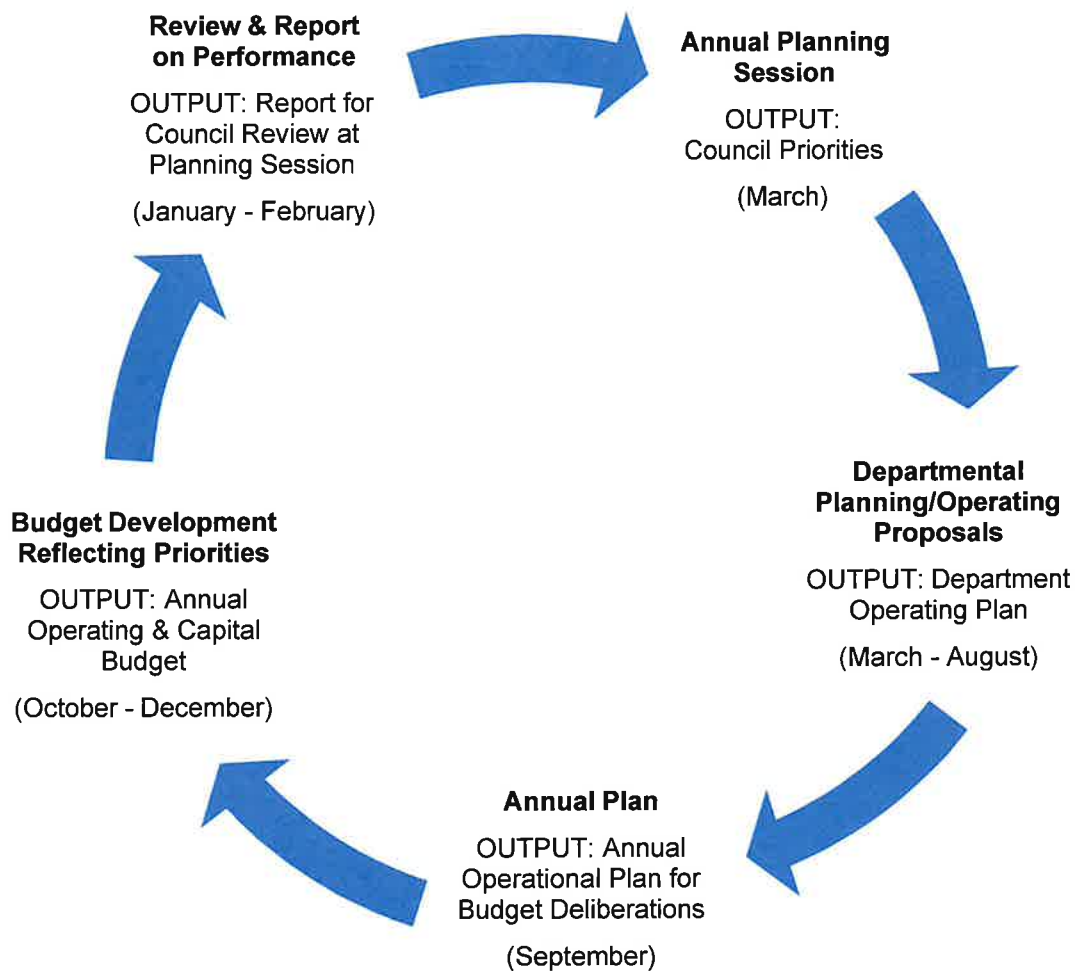 Review & Report
on Performance
OUTPUT: Report for
Council Review at
Planning Session
(January - February)
Annual Planning
Session
OUTPUT:
Council Priorities
(March)
Departmental
Planning/Operating
Proposals
OUTPUT: Department
Operating Plan
(March - August)
Annual Plan
OUTPUT: Annual
Operational Plan for
Budget Deliberations
(September)
Budget Development
Reflecting Priorities
OUTPUT: Annual
Operating & Capital
Budget
(October - December)